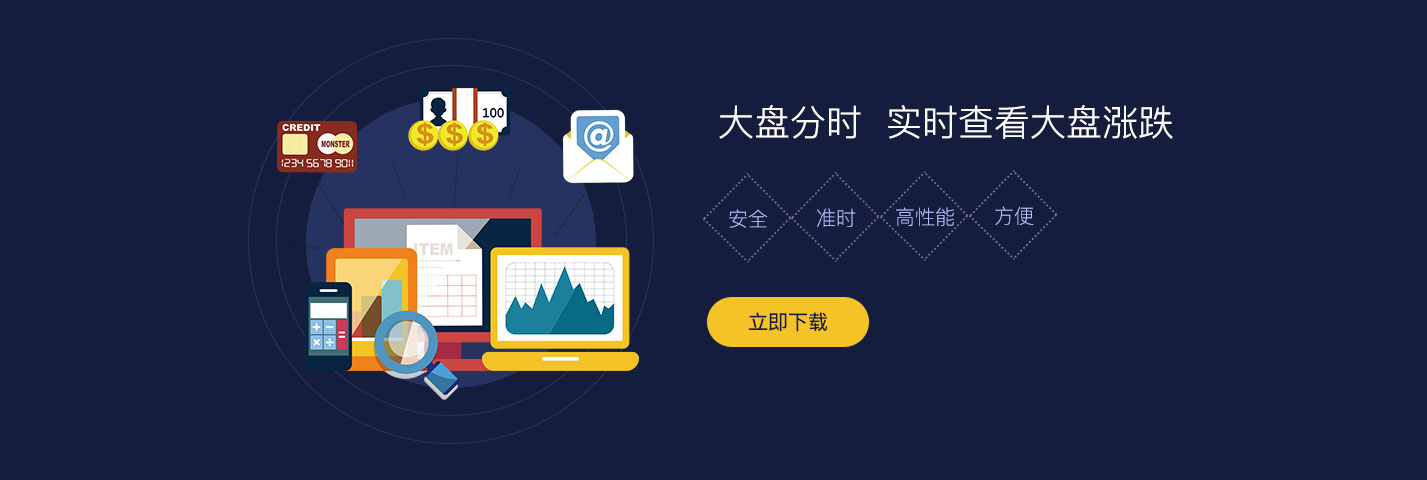 CREDIT
MONSTER
1234 5678 9011
100
$ $ $
@
ITEM
大盘分时 实时查看大盘涨跌
安全 准时 高性能 方便
立即下载